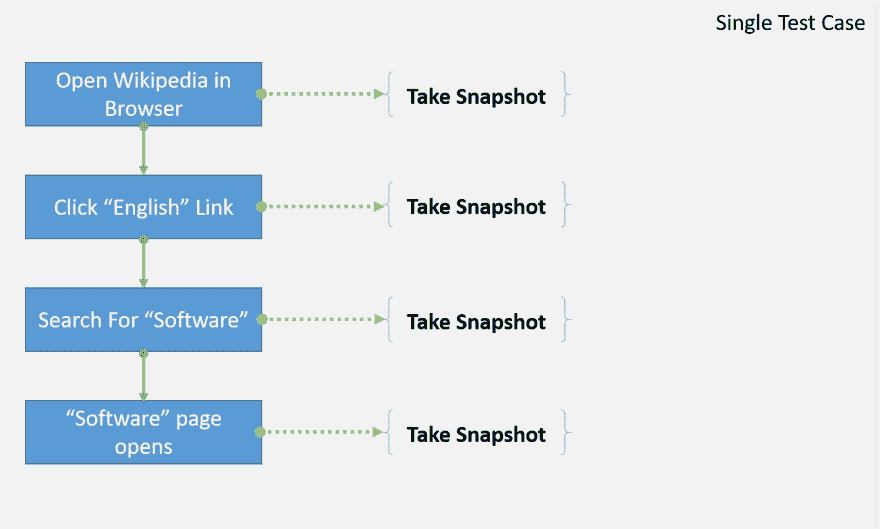 Single Test Case
Open Wikipedia in
Browser
Take Snapshot
Click “English” Link
Take Snapshot
Search For “Software”
Take Snapshot
“Software” page
opens
Take Snapshot